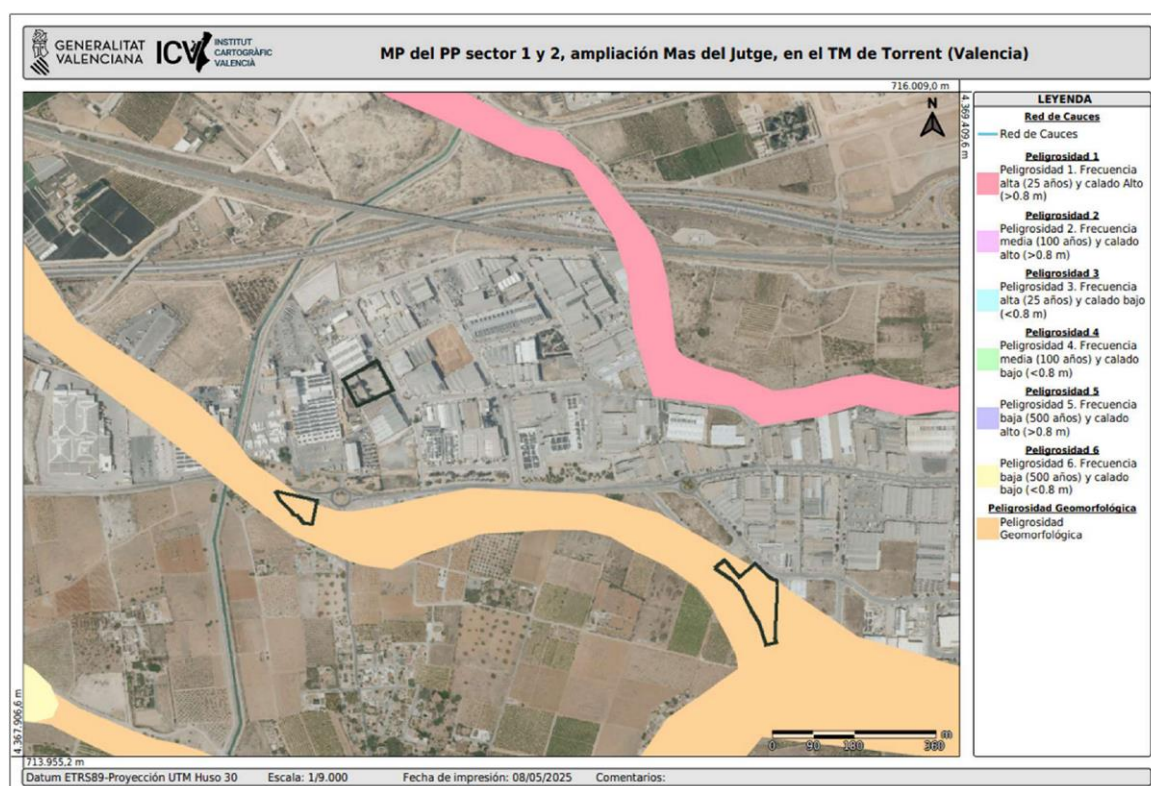 GENERALITAT
VALENCIANA
ICV
INSTITUT
CARTOGRÀFIC
VALENCIÀ
MP del PP sector 1 y 2, ampliación Mas del Jutge, en el TM de Torrent (Valencia)
716.009,0 m
4.369.409,6 m
N
LEYENDA
Red de Cauces
Red de Cauces
Peligrosidad 1
Peligrosidad 1. Frecuencia
alta (25 años) y calado Alto
(>0.8 m)
Peligrosidad 2
Peligrosidad 2. Frecuencia
media (100 años) y calado
alto (>0.8 m)
Peligrosidad 3
Peligrosidad 3. Frecuencia
alta (25 años) y calado bajo
(<0.8 m)
Peligrosidad 4
Peligrosidad 4. Frecuencia
media (100 años) y calado
bajo (<0.8 m)
Peligrosidad 5
Peligrosidad 5. Frecuencia
baja (500 años) y calado
alto (>0.8 m)
Peligrosidad 6
Peligrosidad 6. Frecuencia
baja (500 años) y calado
bajo (<0.8 m)
Peligrosidad Geomorfológica
Peligrosidad
Geomorfológica
4.367.906,6 m
713.955,2 m
m
0 90 180 360
Datum ETRS89-Proyección UTM Huso 30 Escala: 1/9.000 Fecha de impresión: 08/05/2025 Comentarios: